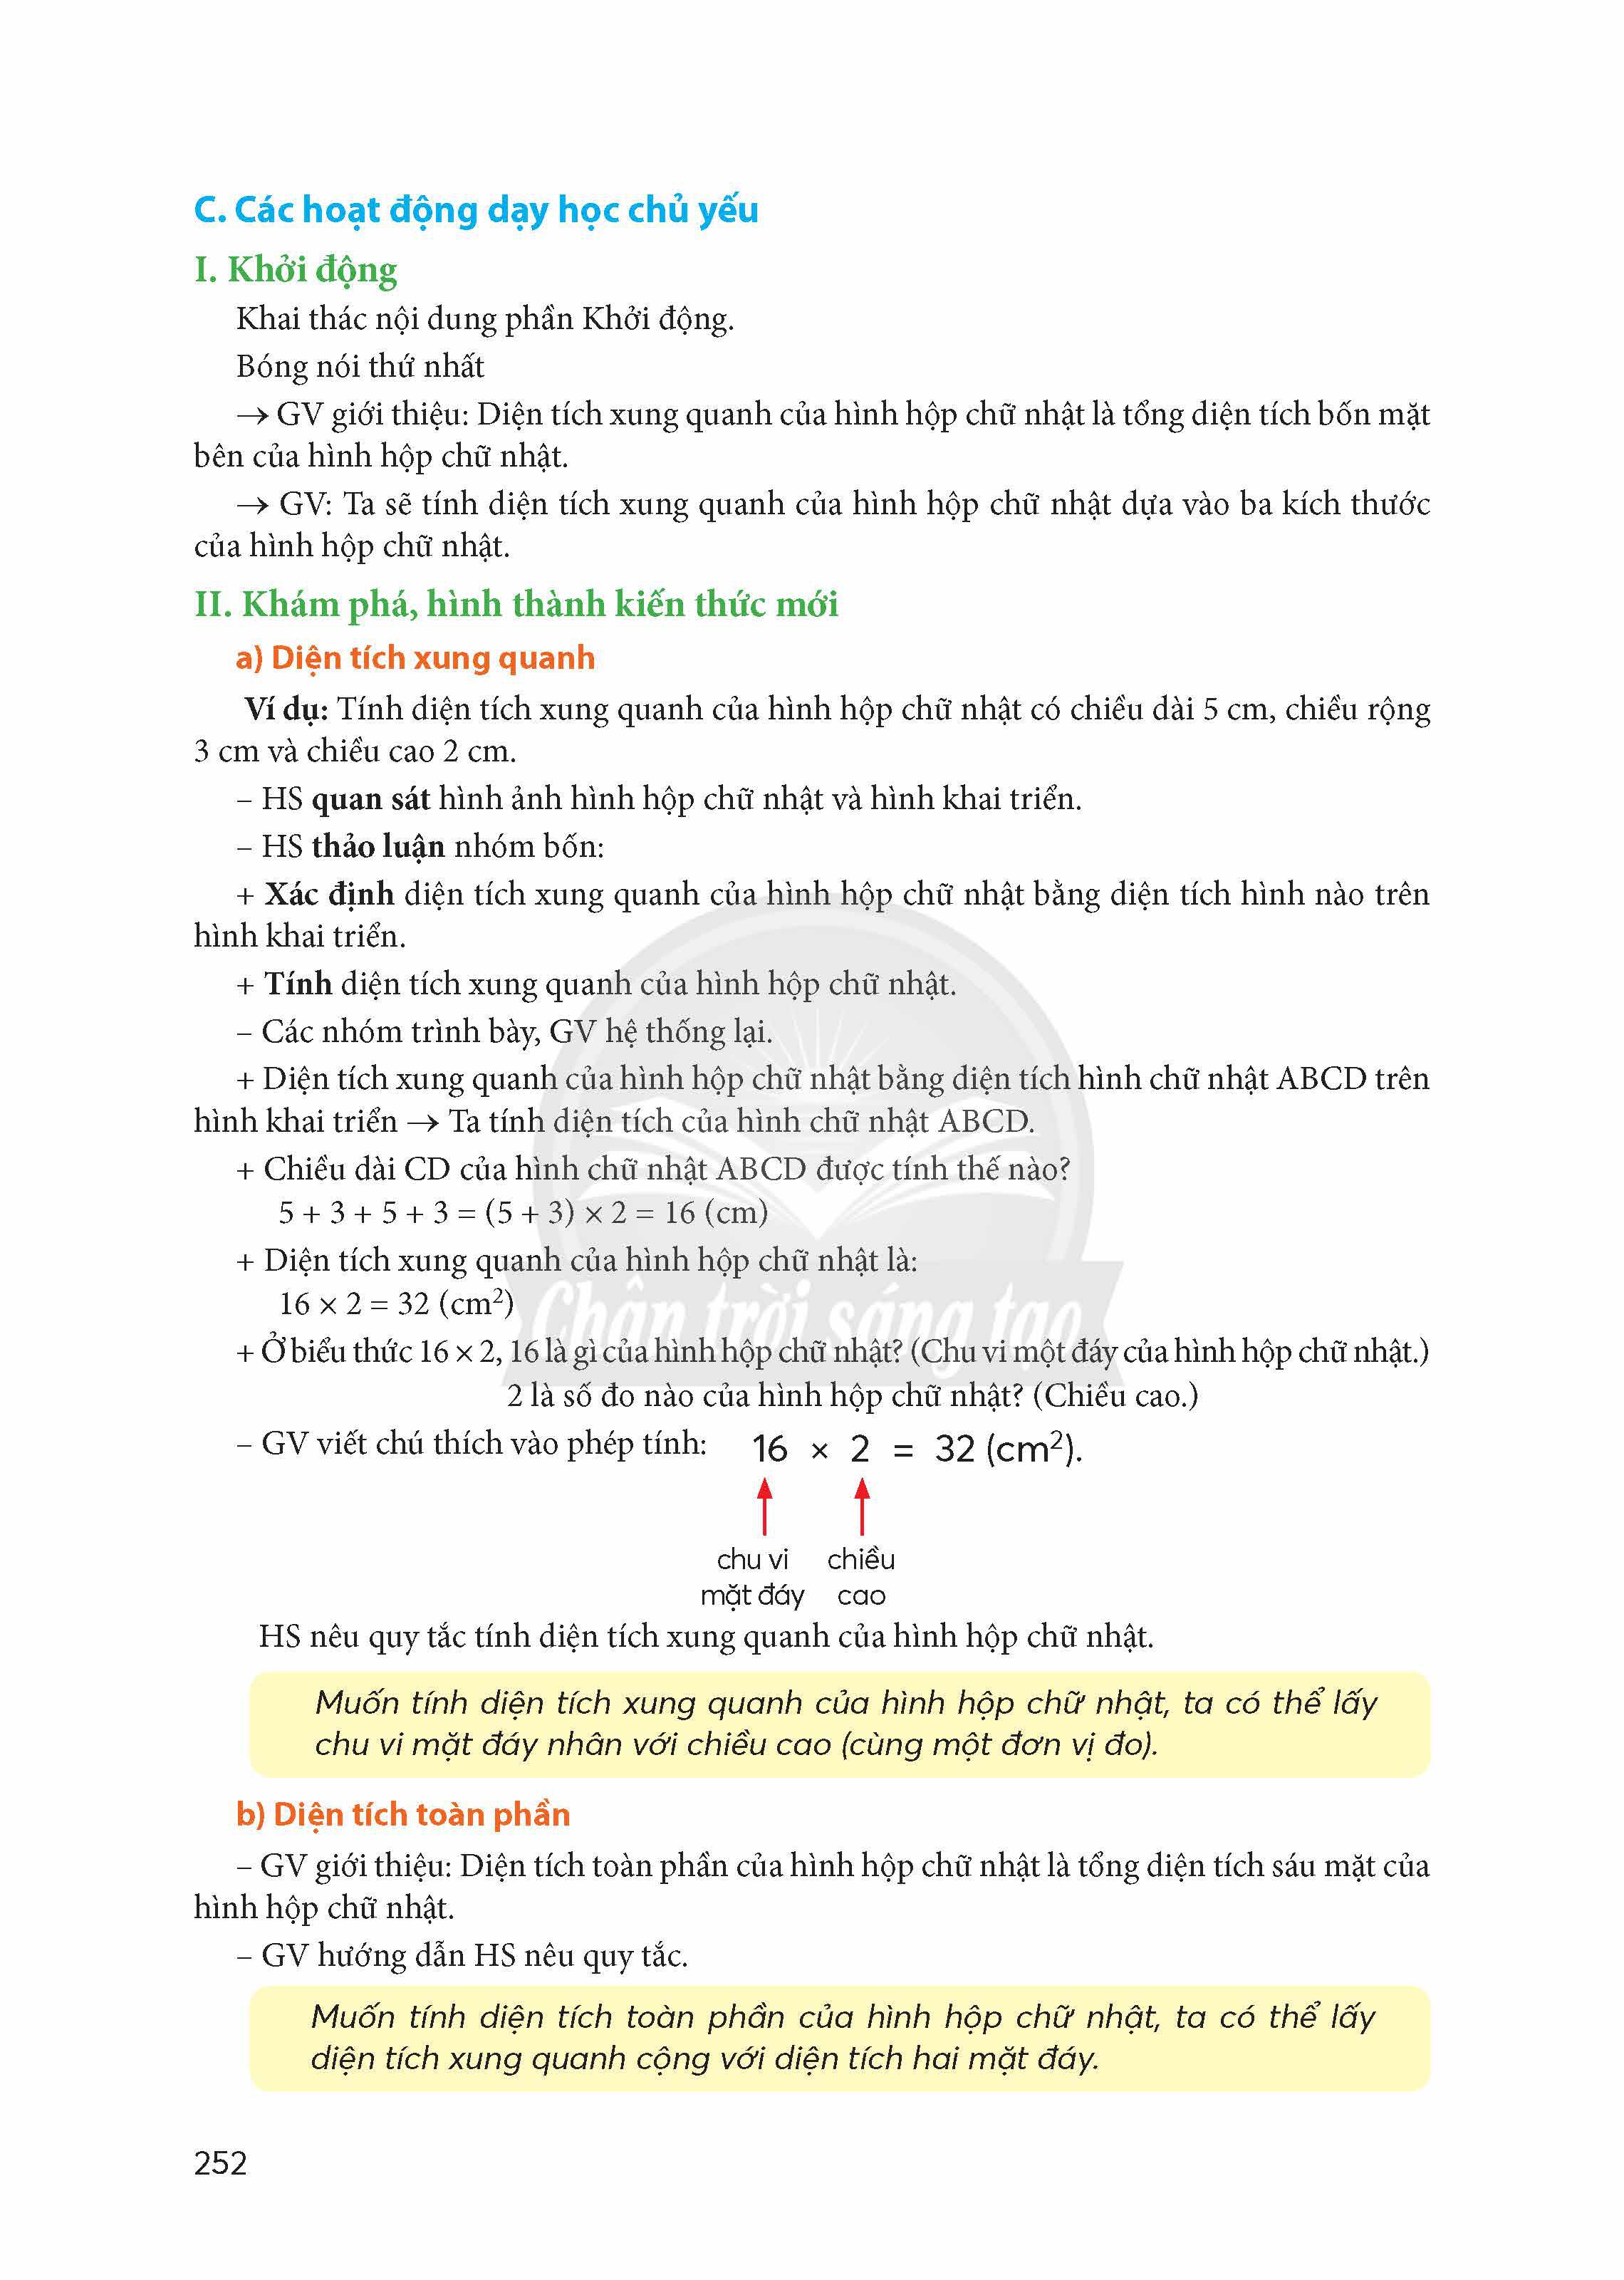 C. Các hoạt động dạy học chủ yếu
I. Khởi động
Khai thác nội dung phần Khởi động.
Bóng nói thứ nhất
→ GV giới thiệu: Diện tích xung quanh của hình hộp chữ nhật là tổng diện tích bốn mặt
bên của hình hộp chữ nhật.
→ GV: Ta sẽ tính diện tích xung quanh của hình hộp chữ nhật dựa vào ba kích thước
của hình hộp chữ nhật.
II. Khám phá, hình thành kiến thức mới
a) Diện tích xung quanh
Ví dụ: Tính diện tích xung quanh của hình hộp chữ nhật có chiều dài 5 cm, chiều rộng
3 cm và chiều cao 2 cm.
– HS quan sát hình ảnh hình hộp chữ nhật và hình khai triển.
– HS thảo luận nhóm bốn:
+ Xác định diện tích xung quanh của hình hộp chữ nhật bằng diện tích hình nào trên
hình khai triển.
+ Tính diện tích xung quanh của hình hộp chữ nhật.
– Các nhóm trình bày, GV hệ thống lại.
+ Diện tích xung quanh của hình hộp chữ nhật bằng diện tích hình chữ nhật ABCD trên
hình khai triển → Ta tính diện tích của hình chữ nhật ABCD.
+ Chiều dài CD của hình chữ nhật ABCD được tính thế nào?
5 + 3 + 5 + 3 = (5 + 3) × 2 = 16 (cm)
+ Diện tích xung quanh của hình hộp chữ nhật là:
16 × 2 = 32 (cm²)
Chân trời sáng tạo
+ Ở biểu thức 16 × 2, 16 là gì của hình hộp chữ nhật? (Chu vi một đáy của hình hộp chữ nhật.)
2 là số đo nào của hình hộp chữ nhật? (Chiều cao.)
– GV viết chú thích vào phép tính: 16 × 2 = 32 (cm²).
chu vi chiều
mặt đáy cao
HS nêu quy tắc tính diện tích xung quanh của hình hộp chữ nhật.
Muốn tính diện tích xung quanh của hình hộp chữ nhật, ta có thể lấy
chu vi mặt đáy nhân với chiều cao (cùng một đơn vị đo).
b) Diện tích toàn phần
– GV giới thiệu: Diện tích toàn phần của hình hộp chữ nhật là tổng diện tích sáu mặt của
hình hộp chữ nhật.
– GV hướng dẫn HS nêu quy tắc.
Muốn tính diện tích toàn phần của hình hộp chữ nhật, ta có thể lấy
diện tích xung quanh cộng với diện tích hai mặt đáy.
252